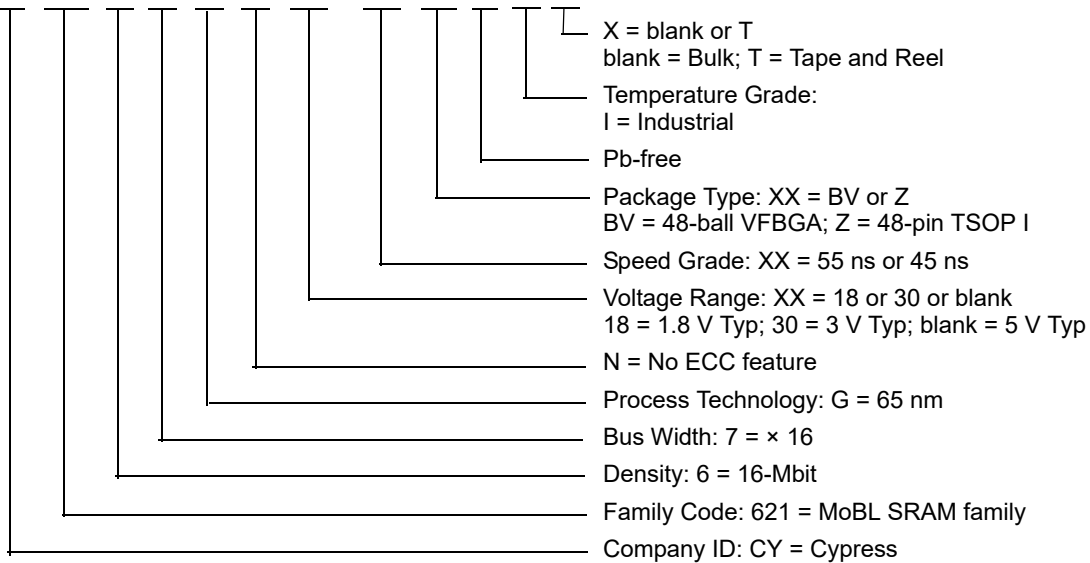 X = blank or T
blank = Bulk; T = Tape and Reel
Temperature Grade:
I = Industrial
Pb-free
Package Type: XX = BV or Z
BV = 48-ball VFBGA; Z = 48-pin TSOP I
Speed Grade: XX = 55 ns or 45 ns
Voltage Range: XX = 18 or 30 or blank
18 = 1.8 V Typ; 30 = 3 V Typ; blank = 5 V Typ
N = No ECC feature
Process Technology: G = 65 nm
Bus Width: 7 = × 16
Density: 6 = 16-Mbit
Family Code: 621 = MoBL SRAM family
Company ID: CY = Cypress